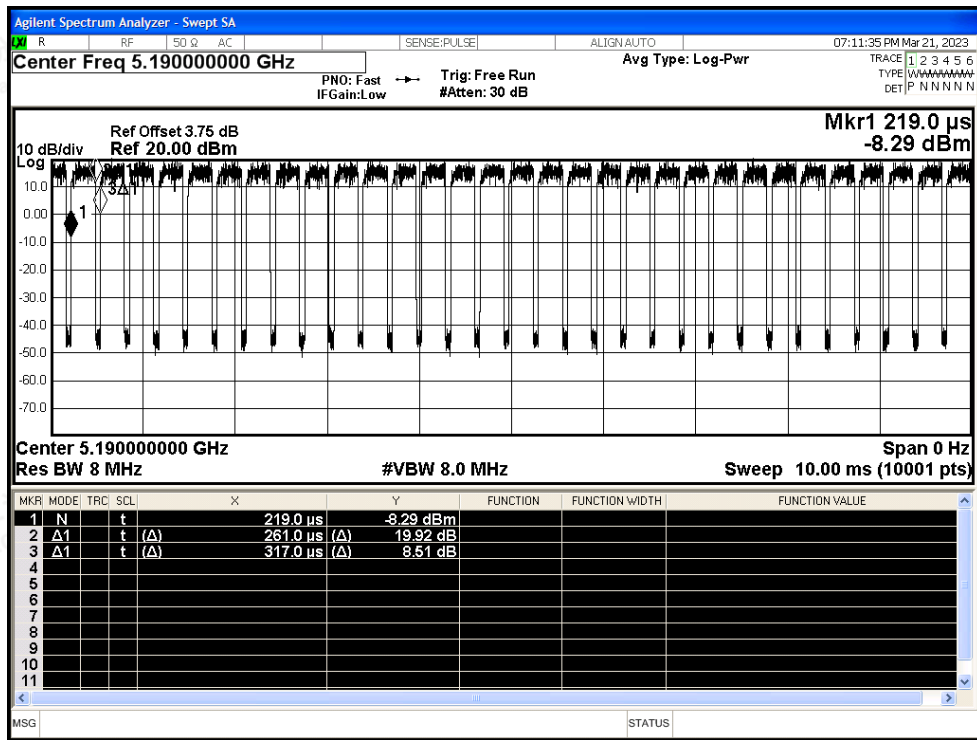 Agilent Spectrum Analyzer - Swept SA
LXI R RF 50 Ω AC SENSE:PULSE ALIGN AUTO 07:11:35 PM Mar 21, 2023
Center Freq 5.190000000 GHz
PNO: Fast
IFGain:Low
Trig: Free Run
#Atten: 30 dB
Avg Type: Log-Pwr
TRACE 1 2 3 4 5 6
TYPE WWWWWWW
DET P N N N N N
Mkr1 219.0 µs
-8.29 dBm
Ref Offset 3.75 dB
10 dB/div Ref 20.00 dBm
Log
10.0
0.00
-10.0
-20.0
-30.0
-40.0
-50.0
-60.0
-70.0
1
3Δ1
Center 5.190000000 GHz Span 0 Hz
Res BW 8 MHz #VBW 8.0 MHz Sweep 10.00 ms (10001 pts)
MKR MODE TRC SCL X Y FUNCTION FUNCTION WIDTH FUNCTION VALUE
1 N t 219.0 µs -8.29 dBm
2 Δ1 t (Δ) 261.0 µs (Δ) 19.92 dB
3 Δ1 t (Δ) 317.0 µs (Δ) 8.51 dB
4
5
6
7
8
9
10
11
MSG STATUS